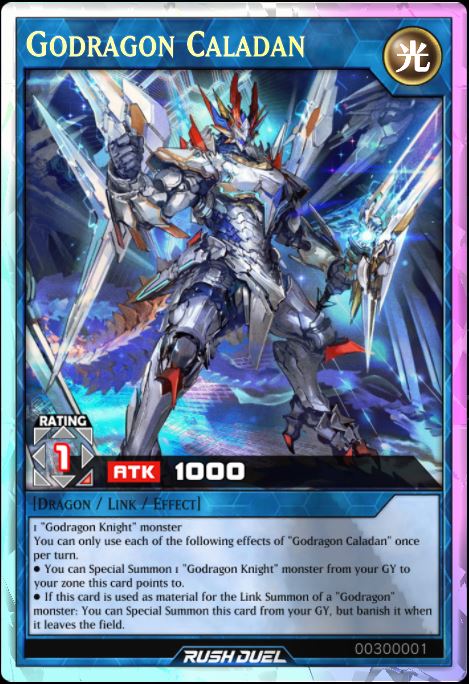 GODRAGON CALADAN
光
RATING
1
ATK 1000
[DRAGON / LINK / EFFECT]
1 "Godragon Knight" monster
You can only use each of the following effects of "Godragon Caladan" once
per turn.
● You can Special Summon 1 "Godragon Knight" monster from your GY to
your zone this card points to.
● If this card is used as material for the Link Summon of a "Godragon"
monster: You can Special Summon this card from your GY, but banish it when
it leaves the field.
00300001
RUSH DUEL